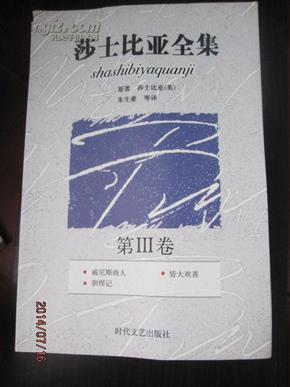 莎士比亚全集
shashibiyaquanji
原著 莎士比亚(英)
朱生豪 等译
第III卷
· 威尼斯商人 · 皆大欢喜
· 驯悍记
时代文艺出版社
2014/07/16